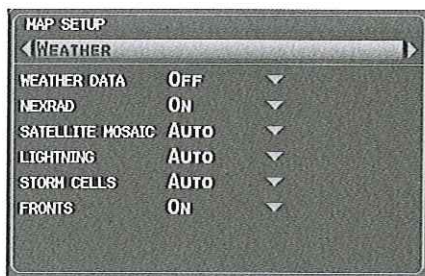 MAP SETUP
WEATHER
WEATHER DATA OFF
NEXRAD ON
SATELLITE MOSAIC AUTO
LIGHTNING AUTO
STORM CELLS AUTO
FRONTS ON